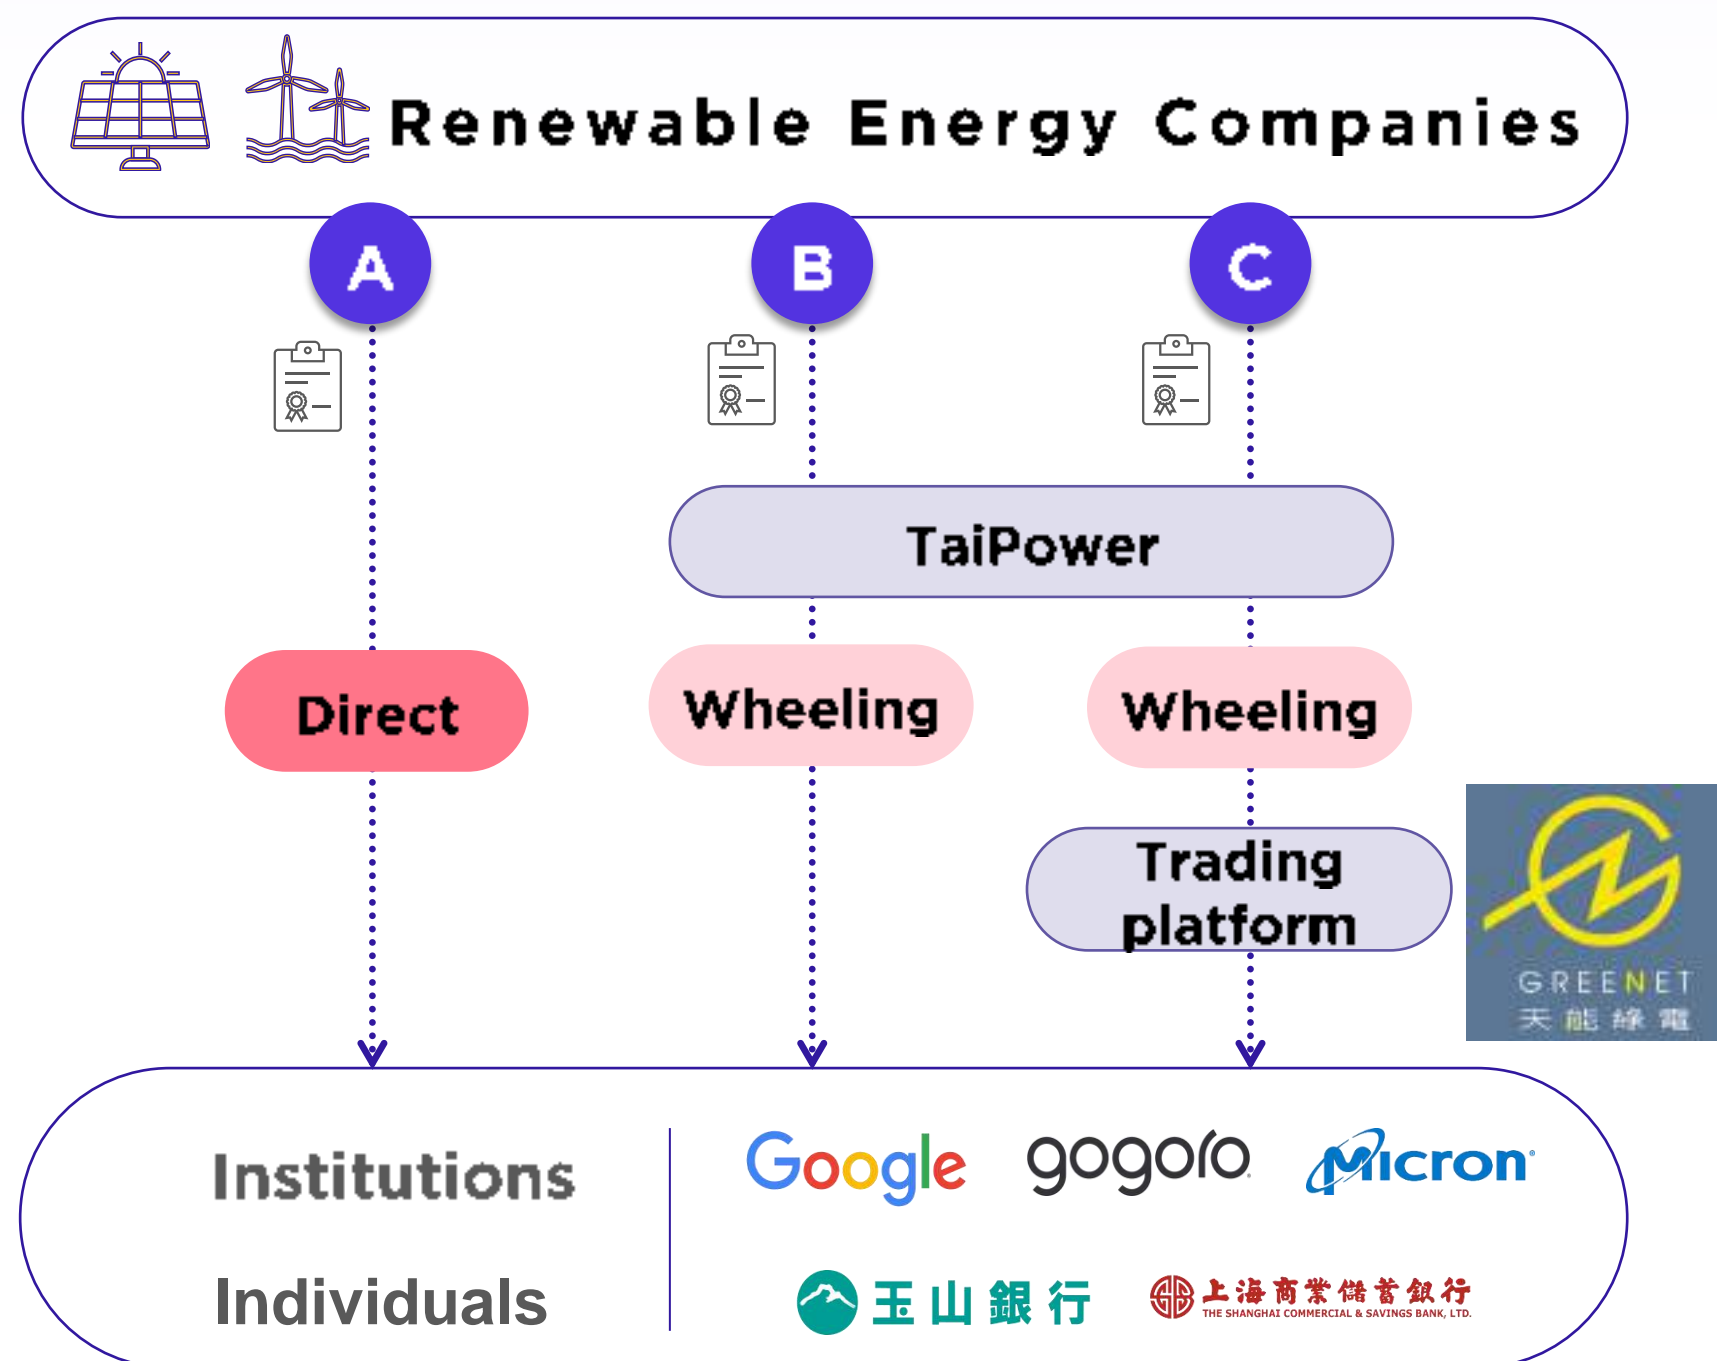 Renewable Energy Companies
A
B
C
TaiPower
Direct
Wheeling
Wheeling
Trading
platform
GREENET
天能綠電
Institutions
Individuals
Google
gogoro
Micron
玉山銀行
上海商業儲蓄銀行
THE SHANGHAI COMMERCIAL & SAVINGS BANK, LTD.